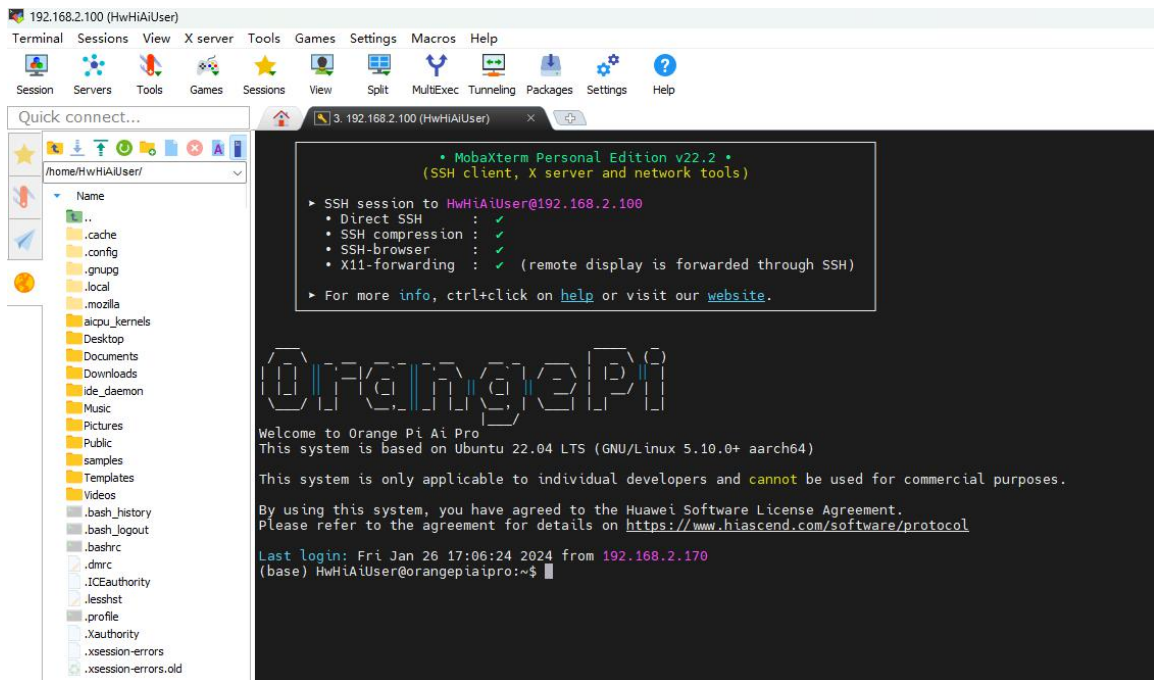 192.168.2.100 (HwHiAiUser)
Terminal Sessions View X server Tools Games Settings Macros Help
Session Servers Tools Games Sessions View Split MultiExec Tunneling Packages Settings Help
Quick connect...
3. 192.168.2.100 (HwHiAiUser)
/home/HwHiAiUser/
Name
..
.cache
.config
.gnupg
.local
.mozilla
aicpu_kernels
Desktop
Documents
Downloads
ide_daemon
Music
Pictures
Public
samples
Templates
Videos
.bash_history
.bash_logout
.bashrc
.dmrc
.ICEauthority
.lesshst
.profile
.Xauthority
.xsession-errors
.xsession-errors.old
• MobaXterm Personal Edition v22.2 •
(SSH client, X server and network tools)
➤ SSH session to HwHiAiUser@192.168.2.100
• Direct SSH : ✔
• SSH compression : ✔
• SSH-browser : ✔
• X11-forwarding : ✔ (remote display is forwarded through SSH)
➤ For more info, ctrl+click on help or visit our website.
OrangePi
Welcome to Orange Pi Ai Pro
This system is based on Ubuntu 22.04 LTS (GNU/Linux 5.10.0+ aarch64)
This system is only applicable to individual developers and cannot be used for commercial purposes.
By using this system, you have agreed to the Huawei Software License Agreement.
Please refer to the agreement for details on https://www.hiascend.com/software/protocol
Last login: Fri Jan 26 17:06:24 2024 from 192.168.2.170
(base) HwHiAiUser@orangepiaipro:~$